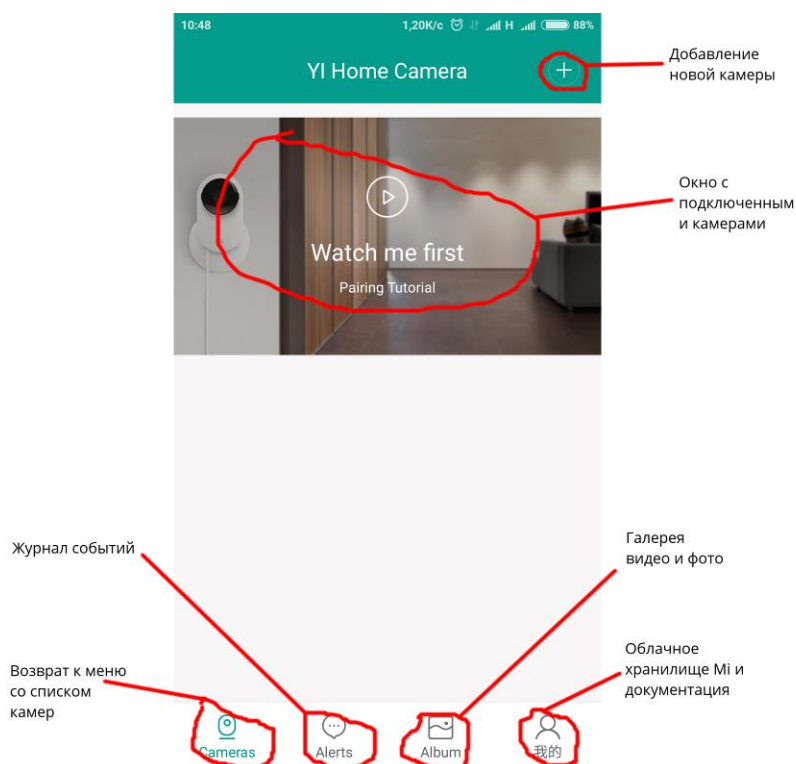 10:48
1,20K/c H 88%
YI Home Camera
Добавление
новой камеры
Watch me first
Pairing Tutorial
Окно с
подключенным
и камерами
Журнал событий
Галерея
видео и фото
Возврат к меню
со списком
камер
Облачное
хранилище Mi и
документация
Cameras
Alerts
Album
我的